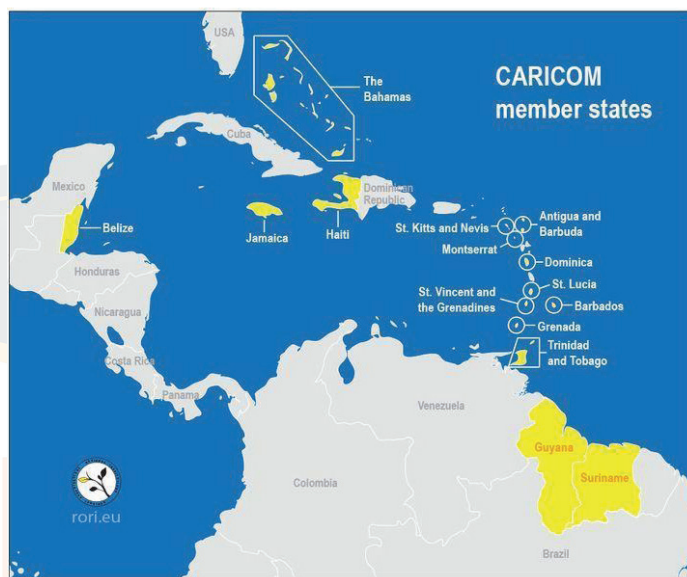 USA
CARICOM
member states
The
Bahamas
Cuba
Mexico
Dominican
Republic
Belize
Jamaica
Haiti
St. Kitts and Nevis
Antigua and
Barbuda
Montserrat
Honduras
Dominica
St. Lucia
St. Vincent and
the Grenadines
Barbados
Nicaragua
Grenada
Costa Rica
Trinidad
and Tobago
Panama
Venezuela
Guyana
Suriname
Colombia
rori.eu
Brazil